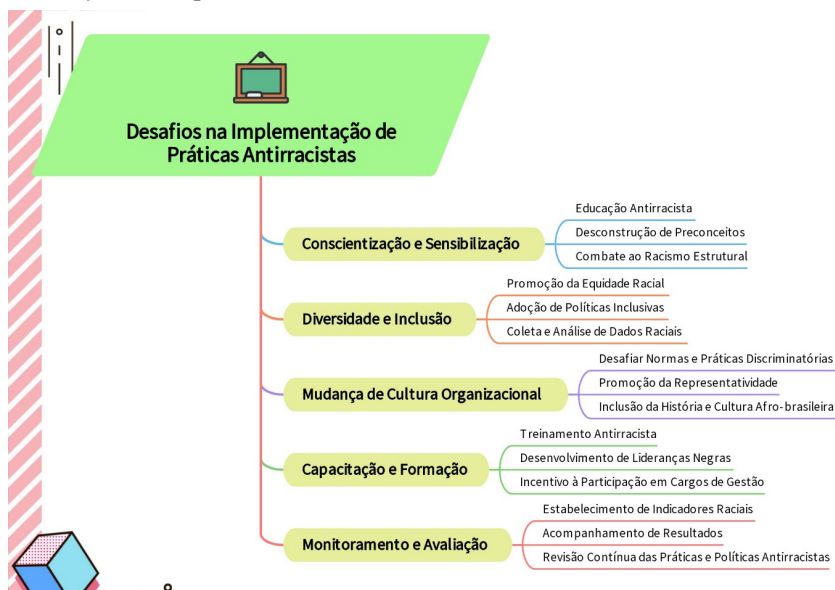 Desafios na Implementação de
Práticas Antirracistas
Conscientização e Sensibilização
Educação Antirracista
Desconstrução de Preconceitos
Combate ao Racismo Estrutural
Diversidade e Inclusão
Promoção da Equidade Racial
Adoção de Políticas Inclusivas
Coleta e Análise de Dados Raciais
Mudança de Cultura Organizacional
Desafiar Normas e Práticas Discriminatórias
Promoção da Representatividade
Inclusão da História e Cultura Afro-brasileira
Capacitação e Formação
Treinamento Antirracista
Desenvolvimento de Lideranças Negras
Incentivo à Participação em Cargos de Gestão
Monitoramento e Avaliação
Estabelecimento de Indicadores Raciais
Acompanhamento de Resultados
Revisão Contínua das Práticas e Políticas Antirracistas